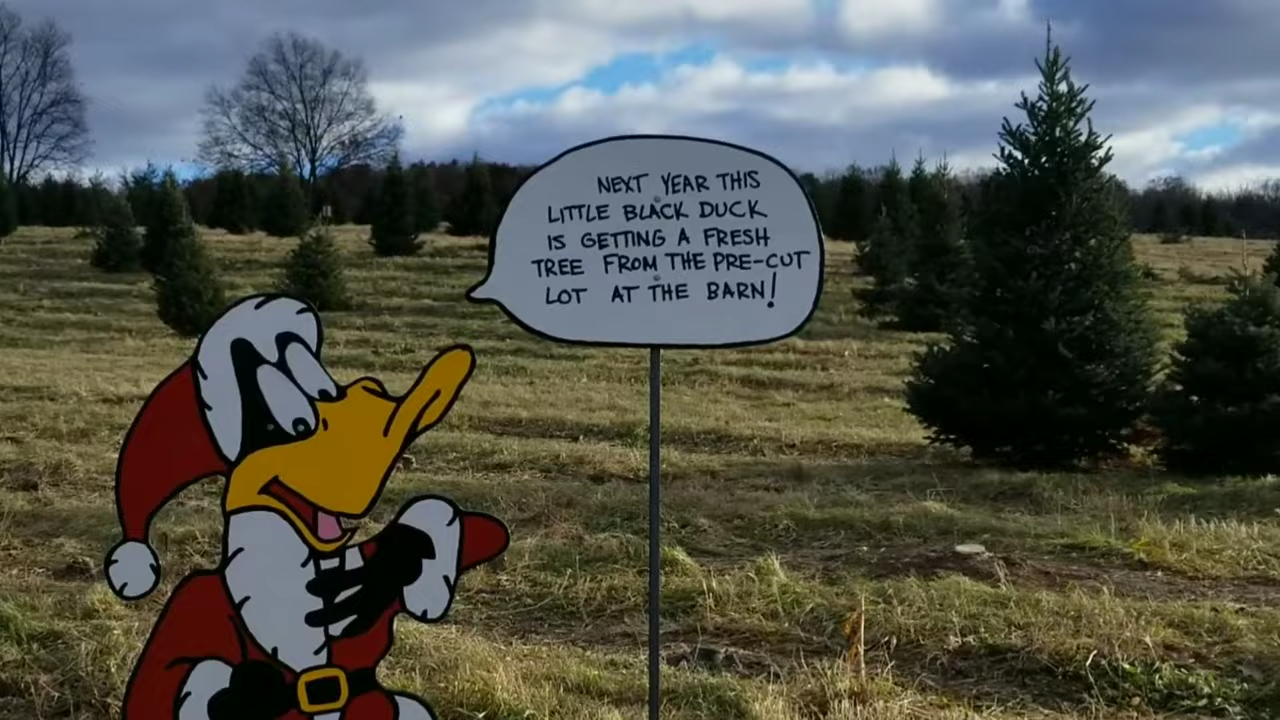 NEXT YEAR THIS
LITTLE BLACK DUCK
IS GETTING A FRESH
TREE FROM THE PRE-CUT
LOT AT THE BARN!